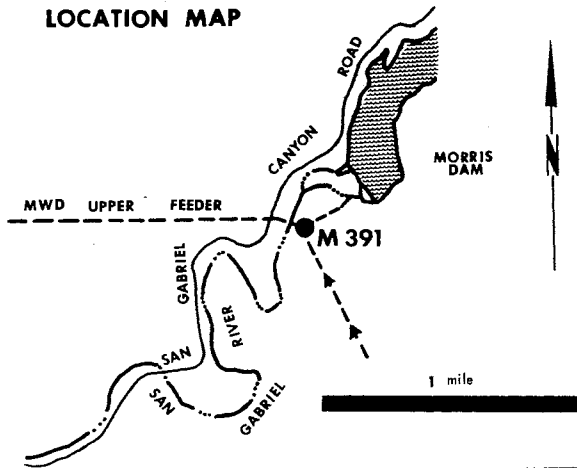 LOCATION MAP
ROAD
CANYON
MORRIS
DAM
N
MWD UPPER FEEDER
M 391
GABRIEL
RIVER
SAN
SAN
GABRIEL
1 mile